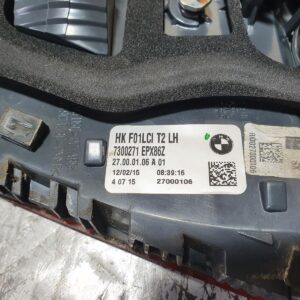 HK F01LCI T2 LH
7300271 EPX86Z
27.00.01.06 A 01
12/02/15 08:39:16
4 07 15 27000106